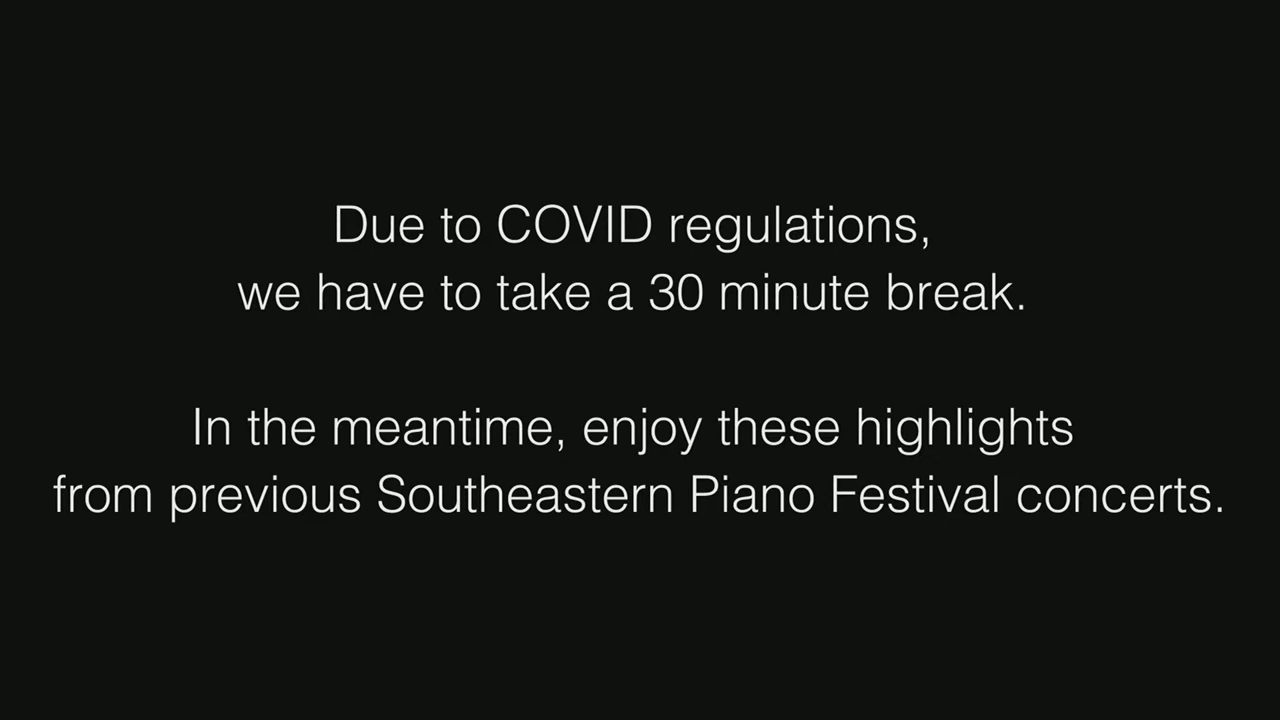 Due to COVID regulations,
we have to take a 30 minute break.
In the meantime, enjoy these highlights
from previous Southeastern Piano Festival concerts.